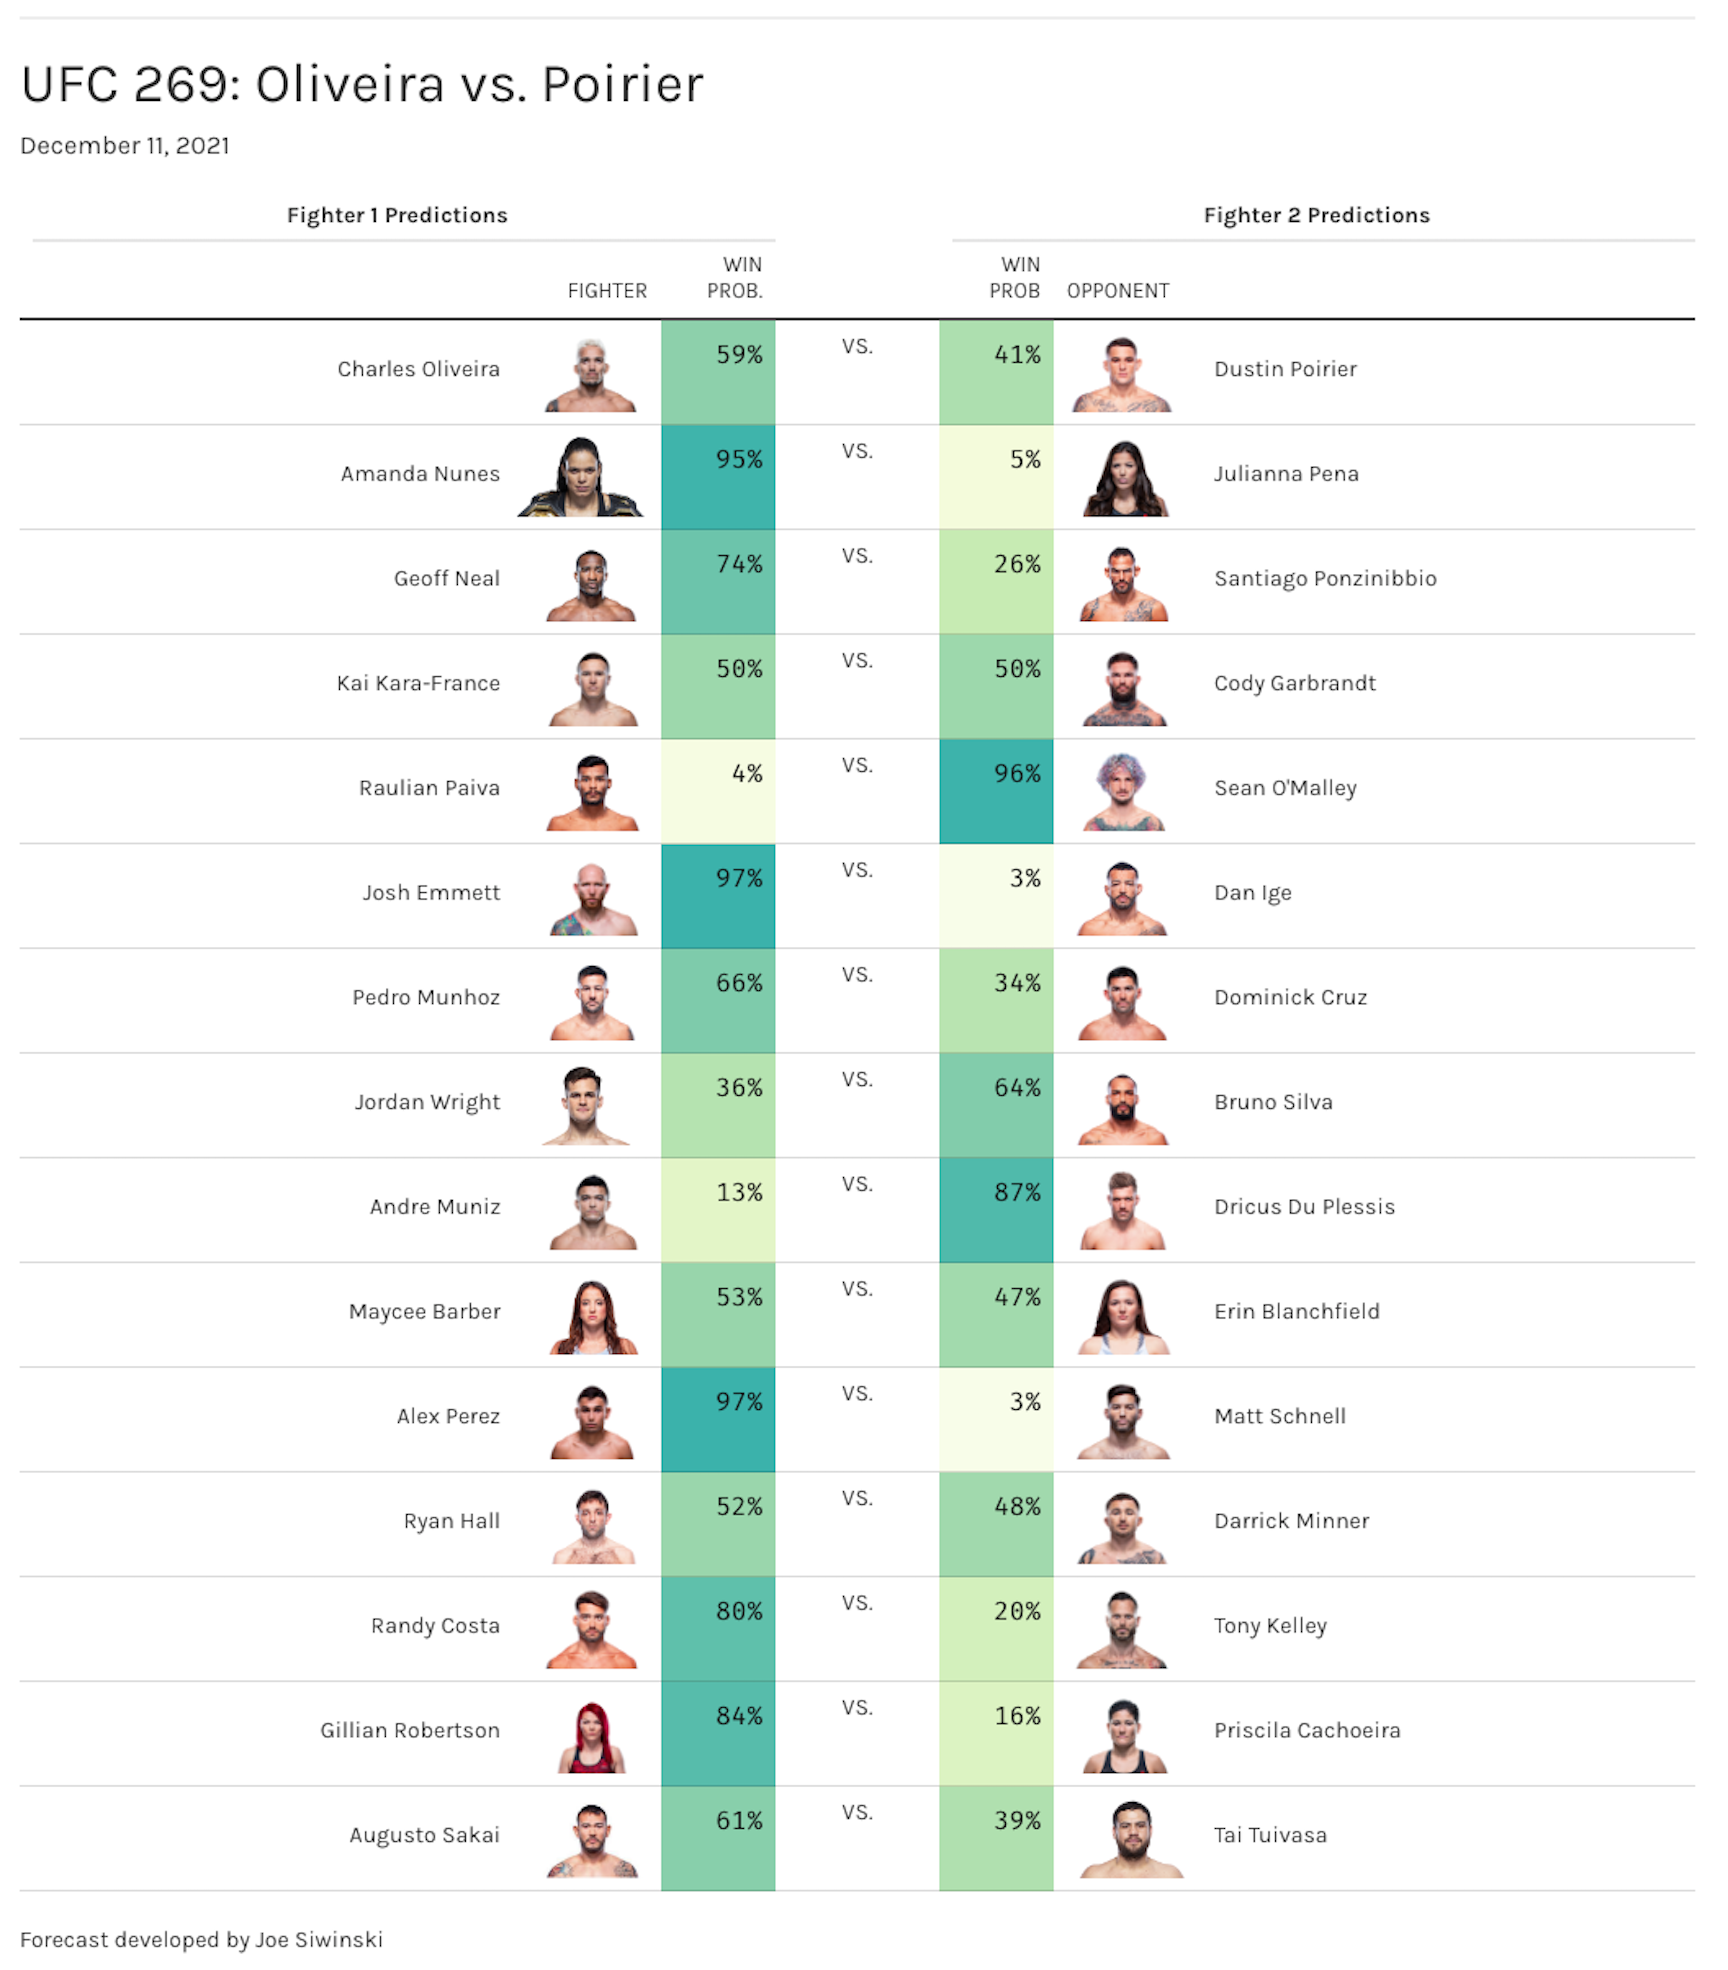 UFC 269: Oliveira vs. Poirier
December 11, 2021
Fighter 1 Predictions Fighter 2 Predictions
FIGHTER WIN PROB. WIN PROB OPPONENT
Charles Oliveira 59% VS. 41% Dustin Poirier
Amanda Nunes 95% VS. 5% Julianna Pena
Geoff Neal 74% VS. 26% Santiago Ponzinibbio
Kai Kara-France 50% VS. 50% Cody Garbrandt
Raulian Paiva 4% VS. 96% Sean O'Malley
Josh Emmett 97% VS. 3% Dan Ige
Pedro Munhoz 66% VS. 34% Dominick Cruz
Jordan Wright 36% VS. 64% Bruno Silva
Andre Muniz 13% VS. 87% Dricus Du Plessis
Maycee Barber 53% VS. 47% Erin Blanchfield
Alex Perez 97% VS. 3% Matt Schnell
Ryan Hall 52% VS. 48% Darrick Minner
Randy Costa 80% VS. 20% Tony Kelley
Gillian Robertson 84% VS. 16% Priscila Cachoeira
Augusto Sakai 61% VS. 39% Tai Tuivasa
Forecast developed by Joe Siwinski